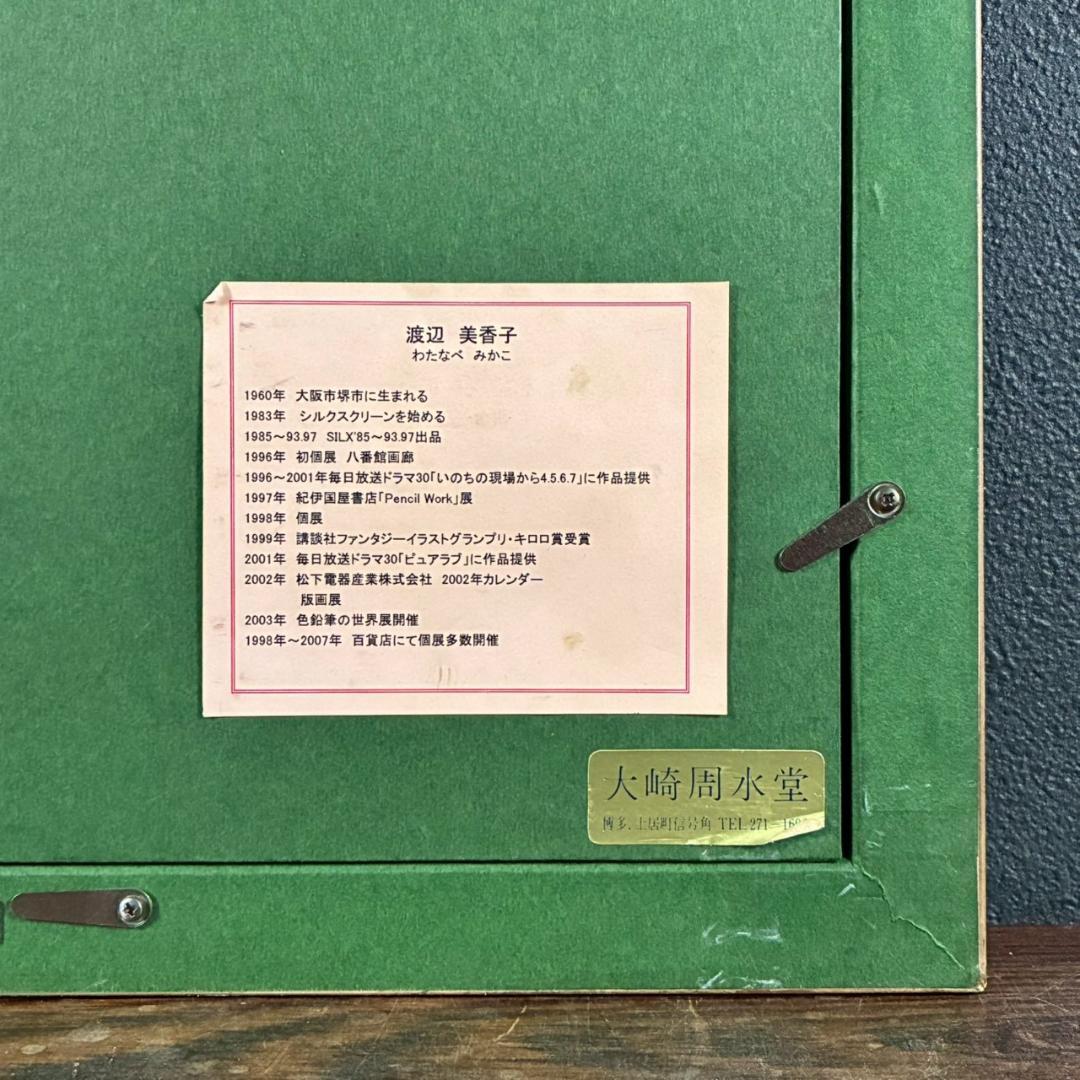 渡辺 美香子
わたなべ みかこ
1960年 大阪市堺市に生まれる
1983年 シルクスクリーンを始める
1985～93.97 SILX'85～93.97出品
1996年 初個展 八番館画廊
1996～2001年毎日放送ドラマ30｢いのちの現場から4.5.6.7｣に作品提供
1997年 紀伊国屋書店｢Pencil Work｣展
1998年 個展
1999年 講談社ファンタジーイラストグランプリ・キロロ賞受賞
2001年 毎日放送ドラマ30｢ピュアラブ｣に作品提供
2002年 松下電器産業株式会社 2002年カレンダー
版画展
2003年 色鉛筆の世界展開催
1998年～2007年 百貨店にて個展多数開催
大崎周水堂
博多.土居町信号角 TEL 271